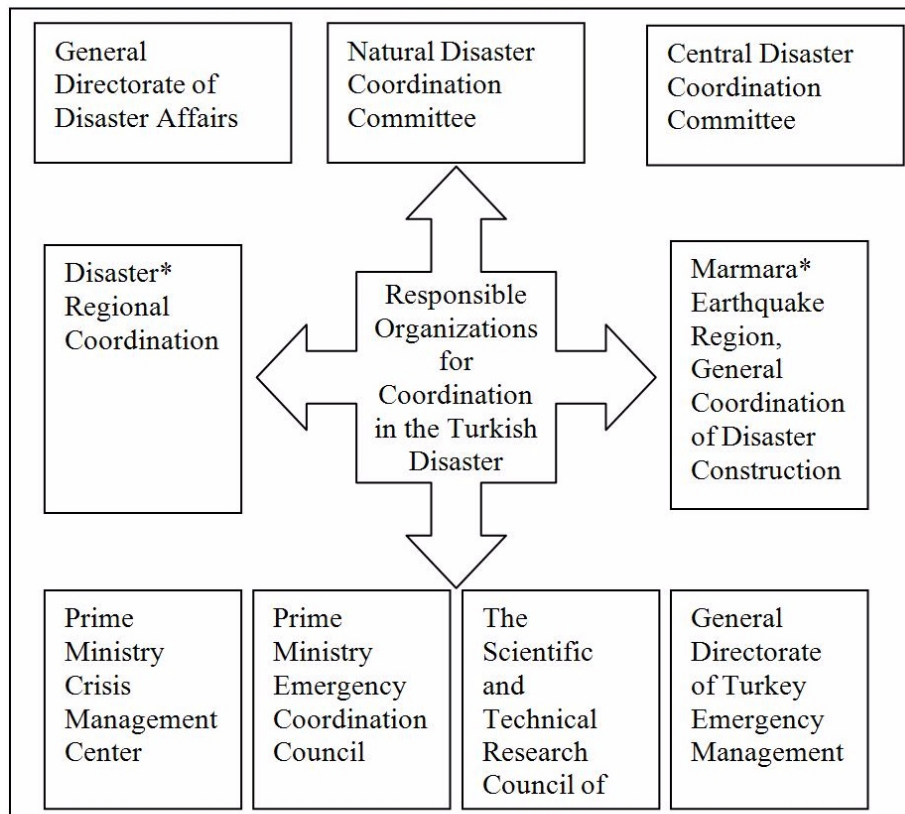 General
Directorate of
Disaster Affairs
Natural Disaster
Coordination
Committee
Central Disaster
Coordination
Committee
Disaster*
Regional
Coordination
Responsible
Organizations
for
Coordination
in the Turkish
Disaster
Marmara*
Earthquake
Region,
General
Coordination
of Disaster
Construction
Prime
Ministry
Crisis
Management
Center
Prime
Ministry
Emergency
Coordination
Council
The
Scientific
and
Technical
Research
Council of
General
Directorate
of Turkey
Emergency
Management